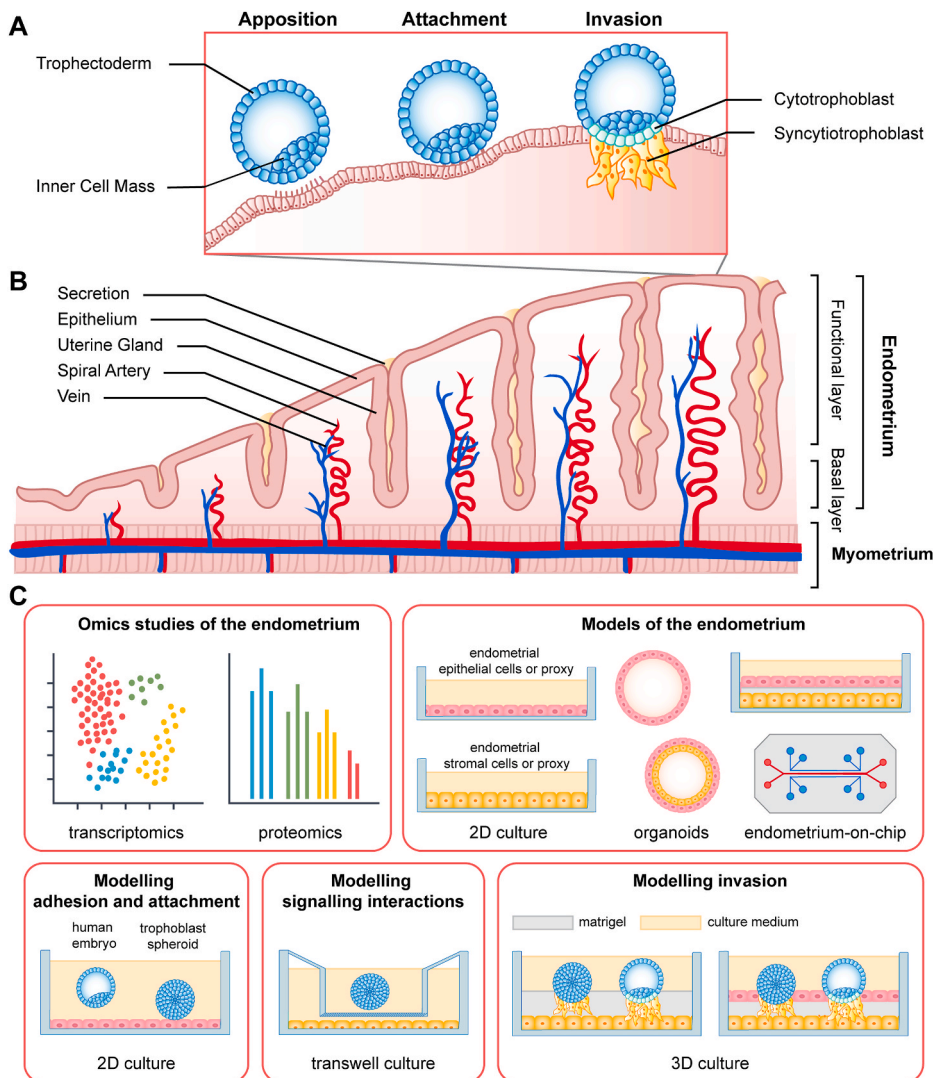 A
Apposition
Attachment
Invasion
Trophectoderm
Inner Cell Mass
Cytotrophoblast
Syncytiotrophoblast
B
Secretion
Epithelium
Uterine Gland
Spiral Artery
Vein
Functional layer
Basal layer
Endometrium
Myometrium
C
Omics studies of the endometrium
transcriptomics
proteomics
Models of the endometrium
endometrial
epithelial cells or proxy
endometrial
stromal cells or proxy
2D culture
organoids
endometrium-on-chip
Modelling
adhesion and attachment
human
embryo
trophoblast
spheroid
2D culture
Modelling
signalling interactions
transwell culture
Modelling invasion
matrigel
culture medium
3D culture